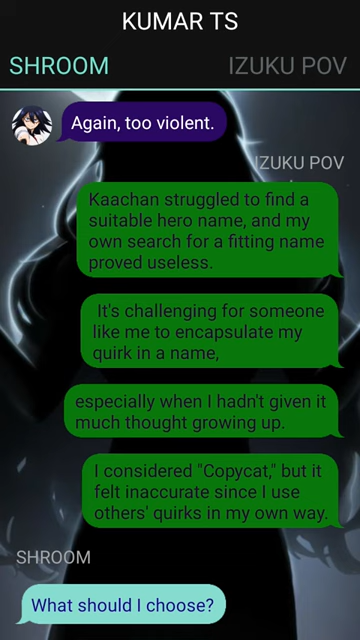 KUMAR TS
SHROOM
IZUKU POV
Again, too violent.
IZUKU POV
Kaachan struggled to find a
suitable hero name, and my
own search for a fitting name
proved useless.
It's challenging for someone
like me to encapsulate my
quirk in a name,
especially when I hadn't given it
much thought growing up.
I considered "Copycat," but it
felt inaccurate since I use
others' quirks in my own way.
SHROOM
What should I choose?